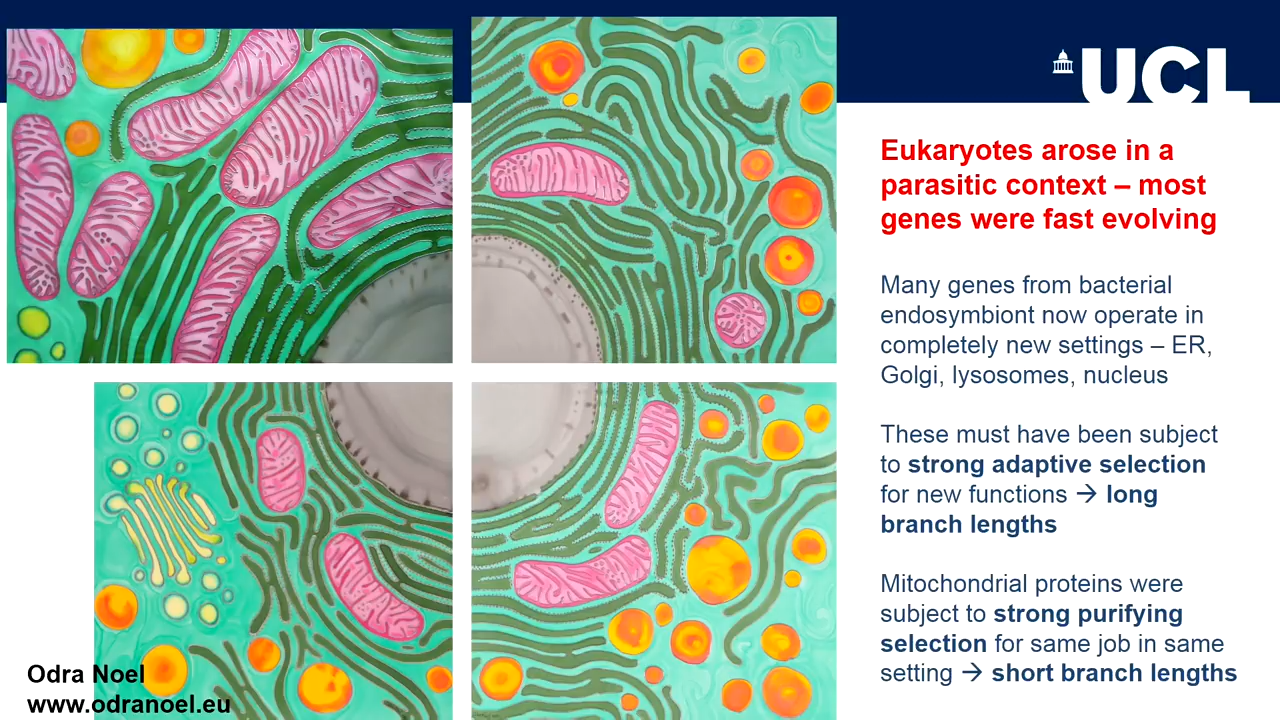 UCL
Eukaryotes arose in a
parasitic context – most
genes were fast evolving
Many genes from bacterial
endosymbiont now operate in
completely new settings – ER,
Golgi, lysosomes, nucleus
These must have been subject
to strong adaptive selection
for new functions → long
branch lengths
Mitochondrial proteins were
subject to strong purifying
selection for same job in same
setting → short branch lengths
Odra Noel
www.odranoel.eu